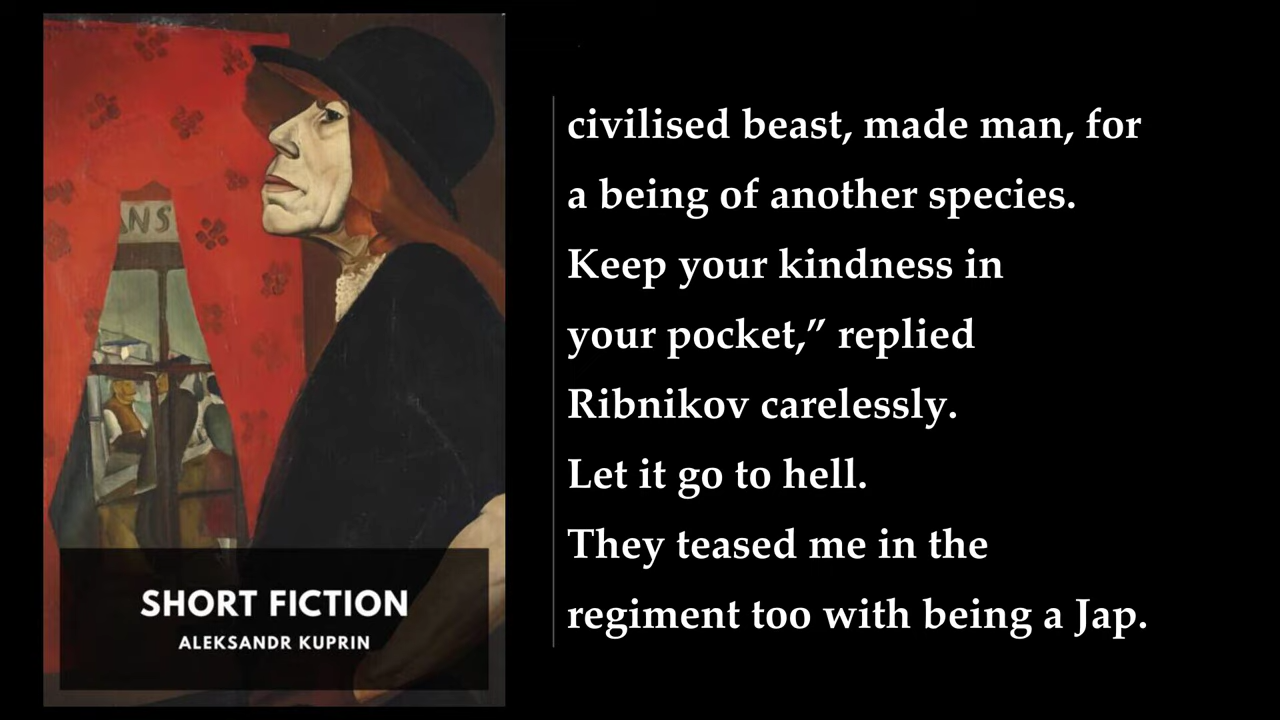 ANS
SHORT FICTION
ALEKSANDR KUPRIN
civilised beast, made man, for
a being of another species.
Keep your kindness in
your pocket,” replied
Ribnikov carelessly.
Let it go to hell.
They teased me in the
regiment too with being a Jap.